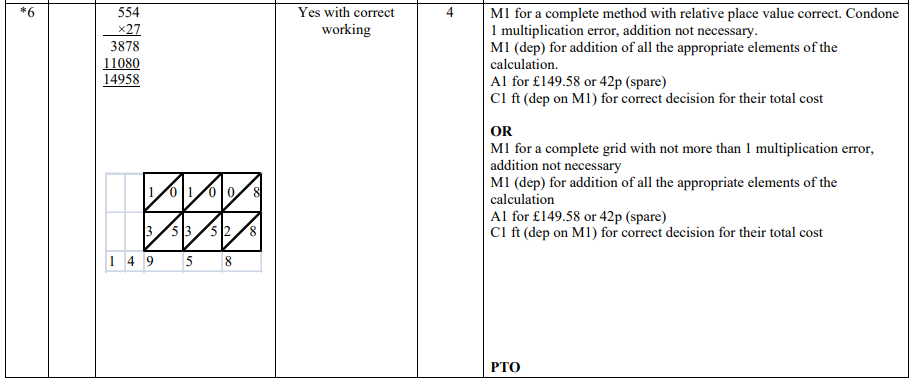 *6
554
×27
3878
11080
14958
1 0 1 0 0 8
3 5 3 5 2 8
1 4 9 5 8
Yes with correct
working
4
M1 for a complete method with relative place value correct. Condone
1 multiplication error, addition not necessary.
M1 (dep) for addition of all the appropriate elements of the
calculation.
A1 for £149.58 or 42p (spare)
C1 ft (dep on M1) for correct decision for their total cost
OR
M1 for a complete grid with not more than 1 multiplication error,
addition not necessary
M1 (dep) for addition of all the appropriate elements of the
calculation
A1 for £149.58 or 42p (spare)
C1 ft (dep on M1) for correct decision for their total cost
PTO